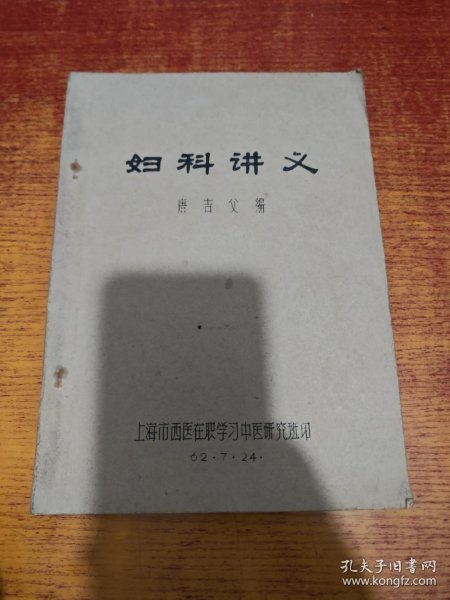 妇科讲义
唐吉父编
上海市西医在职学习中医研究班印
62·7·24·
孔夫子旧书网
www.kongfz.com